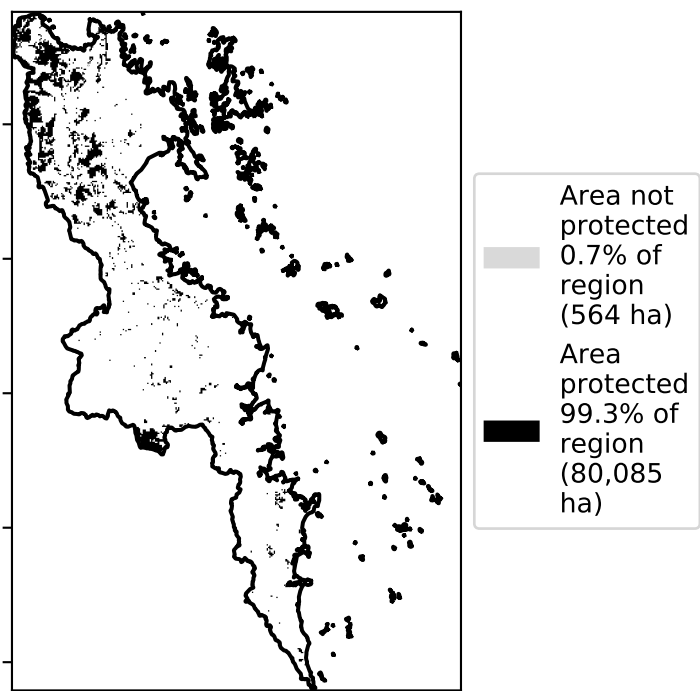 Area not
protected
0.7% of
region
(564 ha)
Area
protected
99.3% of
region
(80,085
ha)